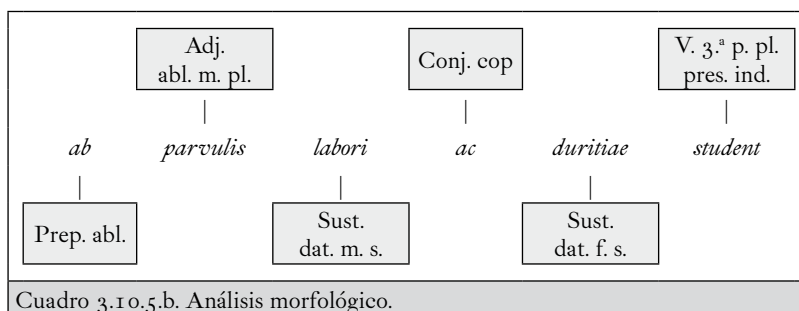 Adj.
abl. m. pl.
Conj. cop
V. 3.ª p. pl.
pres. ind.
ab parvulis labori ac duritiae student
Prep. abl.
Sust.
dat. m. s.
Sust.
dat. f. s.
Cuadro 3.10.5.b. Análisis morfológico.